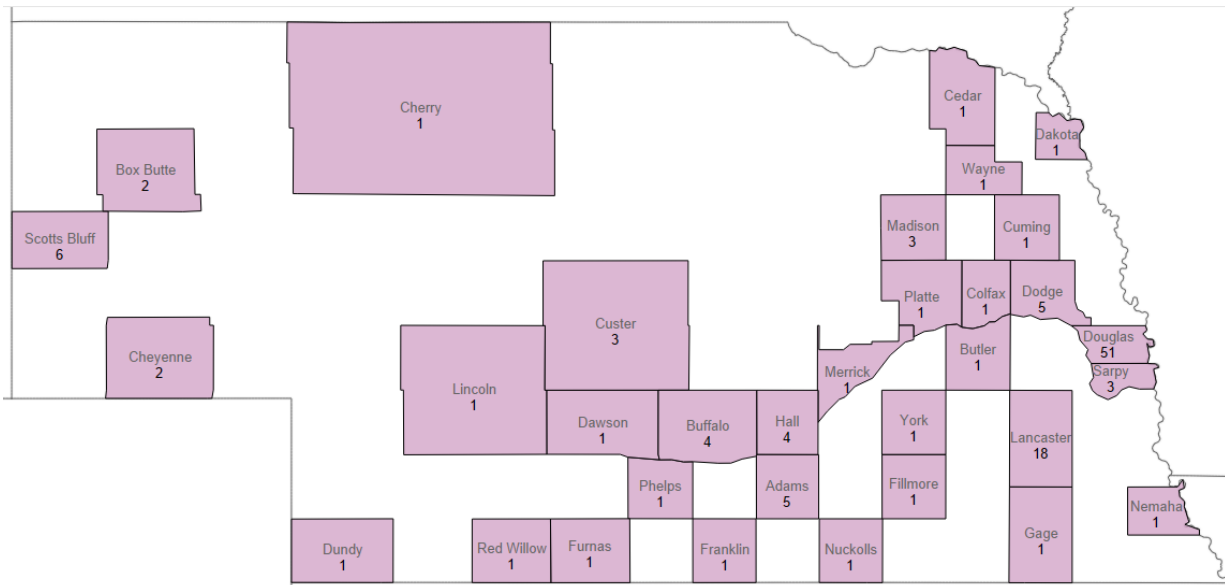 Cherry
1
Cedar
1
Dakota
1
Box Butte
2
Wayne
1
Scotts Bluff
6
Madison
3
Cuming
1
Platte
1
Colfax
1
Dodge
5
Custer
3
Cheyenne
2
Douglas
51
Sarpy
3
Butler
1
Merrick
1
Lincoln
1
Dawson
1
Buffalo
4
Hall
4
York
1
Lancaster
18
Phelps
1
Adams
5
Fillmore
1
Nemaha
1
Dundy
1
Red Willow
1
Furnas
1
Franklin
1
Nuckolls
1
Gage
1